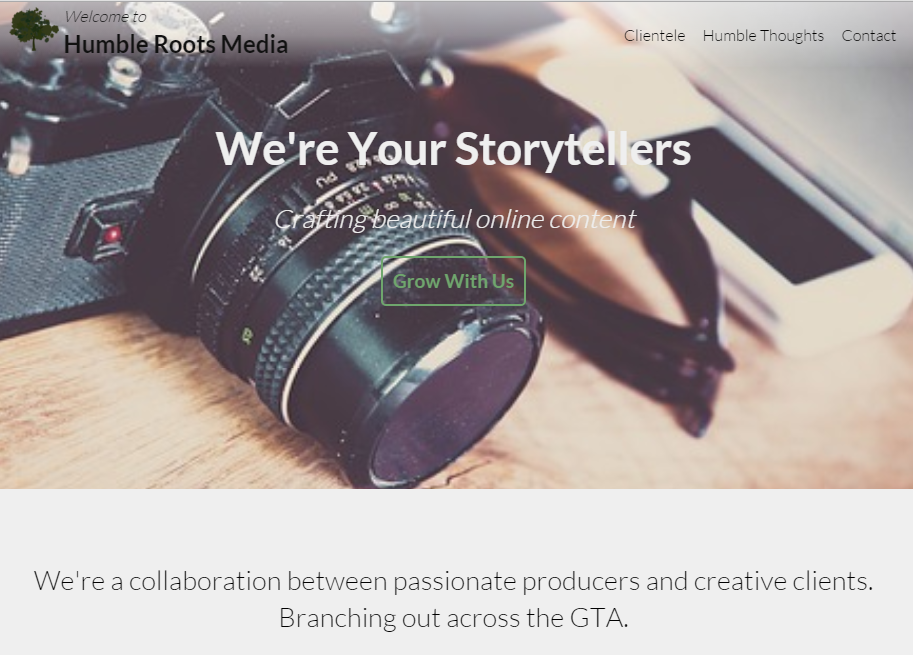 Welcome to
Humble Roots Media
Clientele
Humble Thoughts
Contact
We're Your Storytellers
Crafting beautiful online content
Grow With Us
We're a collaboration between passionate producers and creative clients.
Branching out across the GTA.